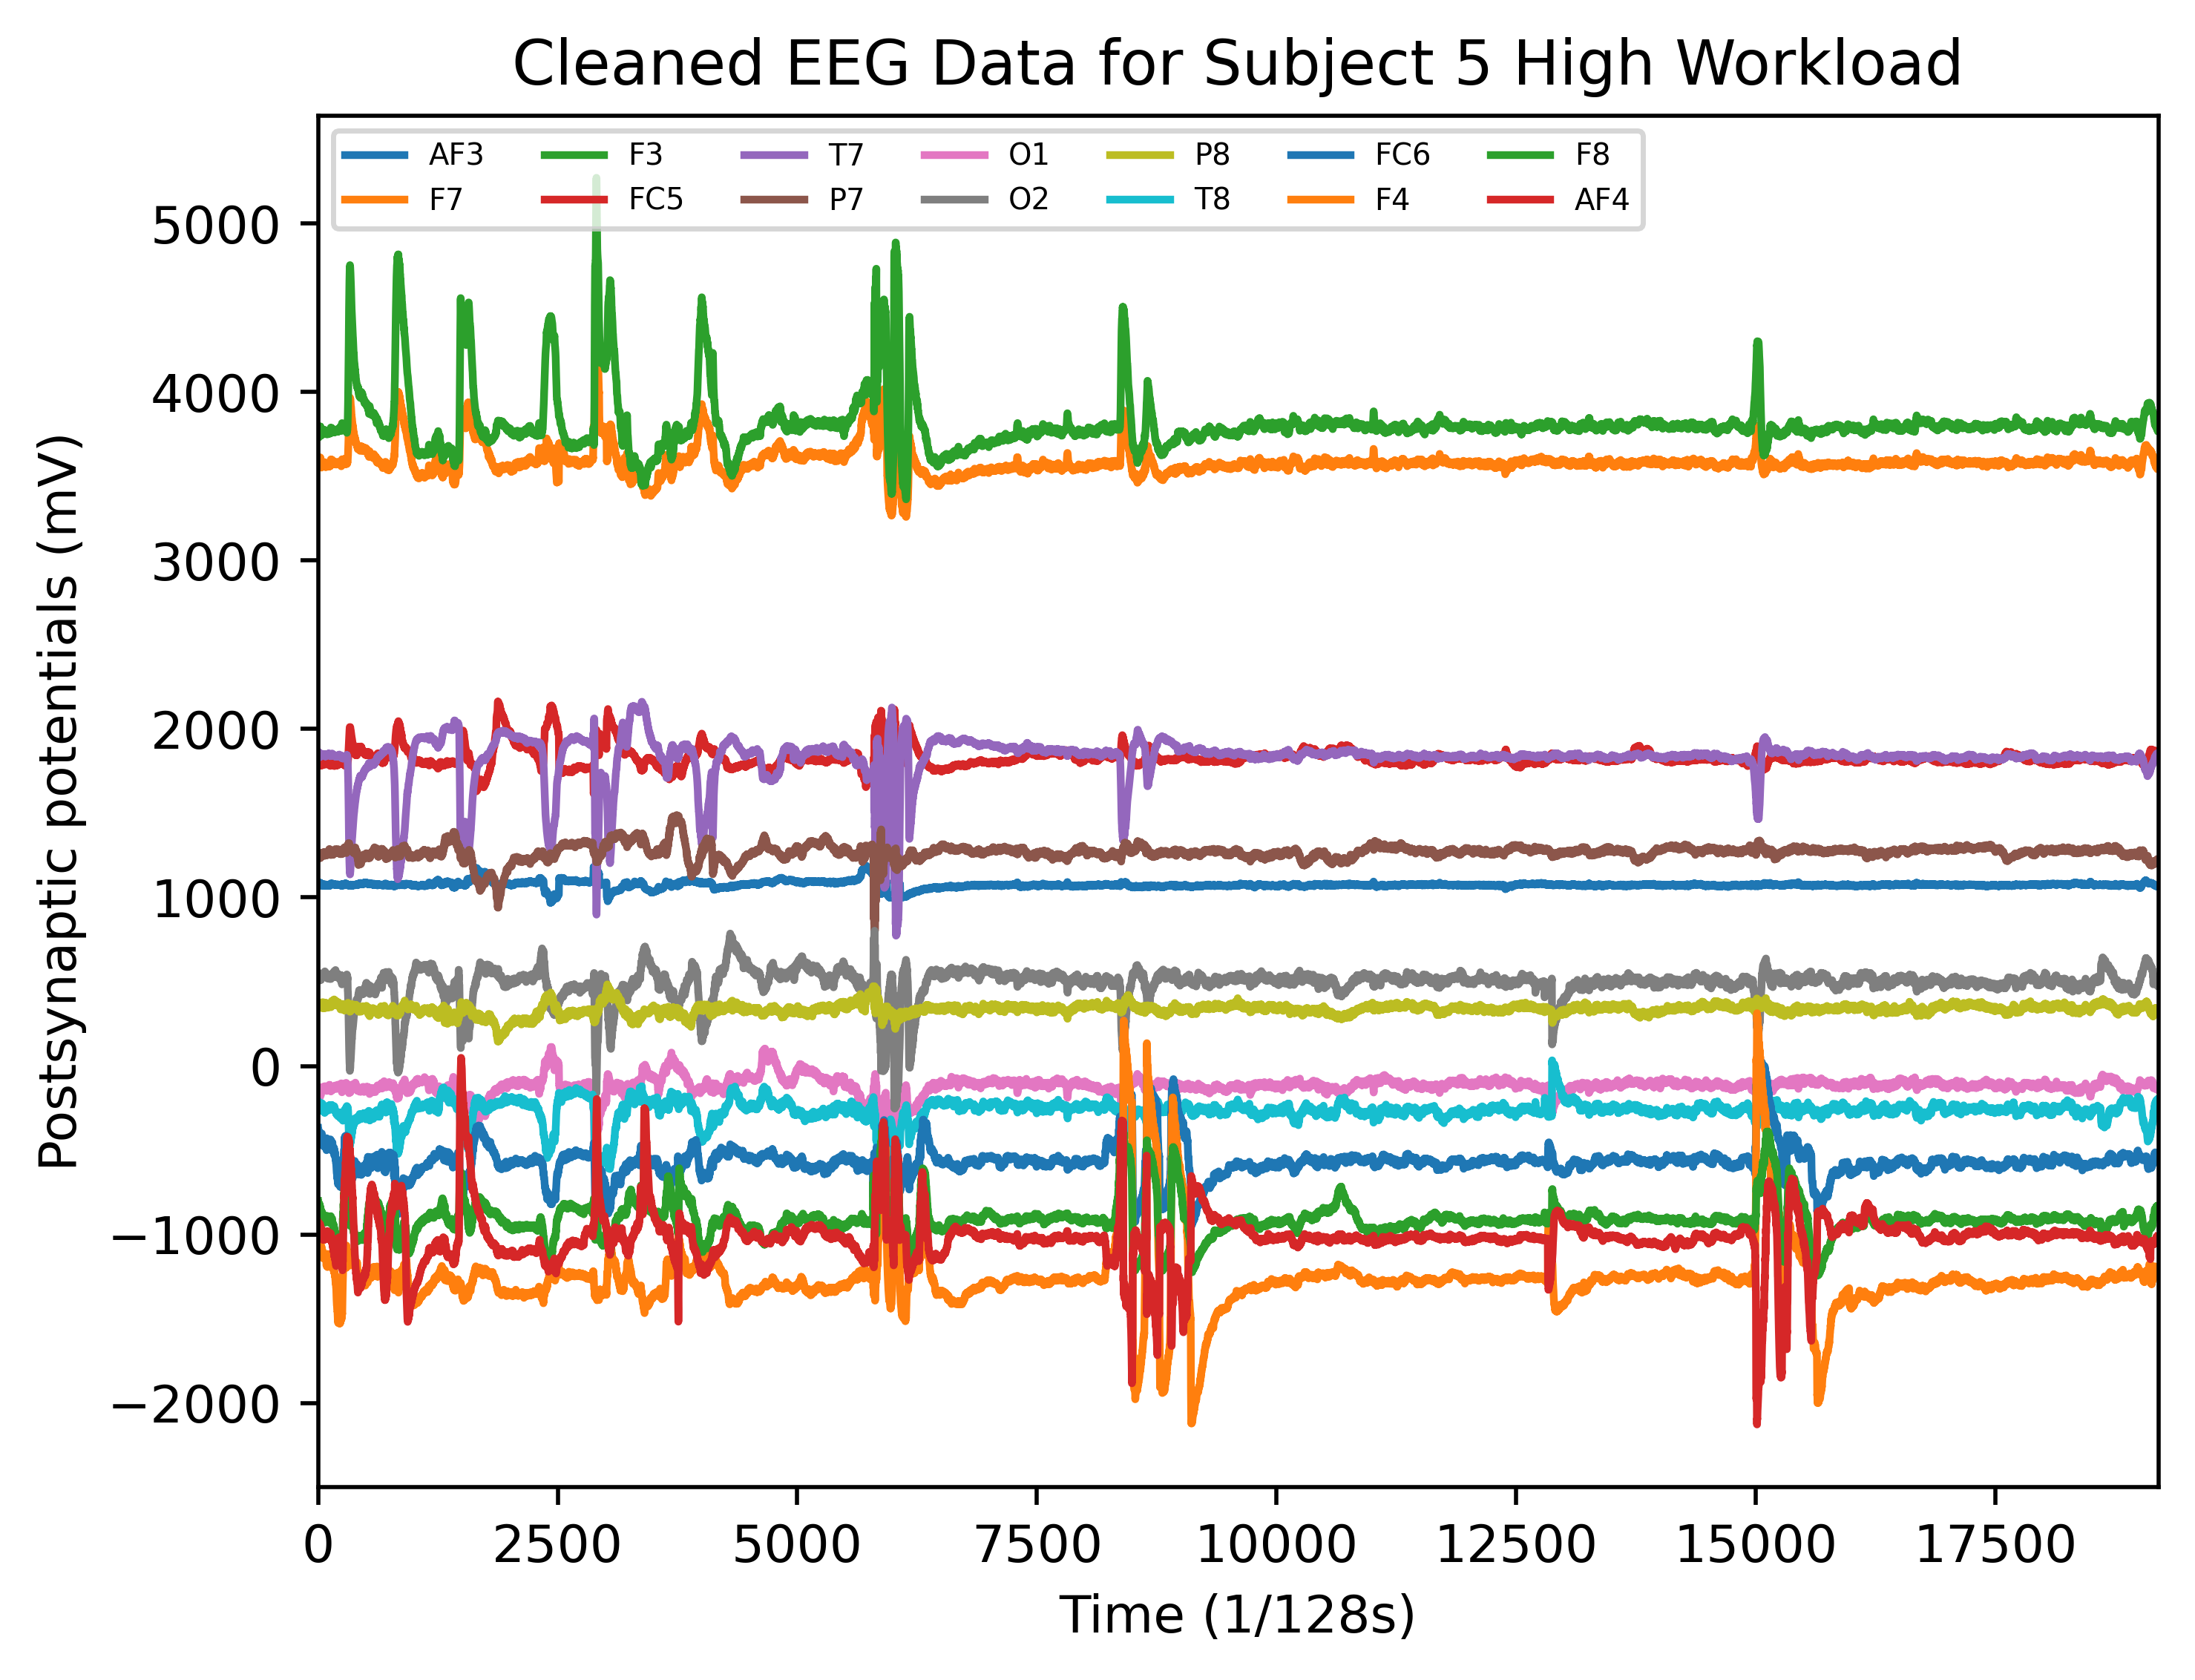 Cleaned EEG Data for Subject 5 High Workload
AF3 F3 T7 O1 P8 FC6 F8
F7 FC5 P7 O2 T8 F4 AF4
Postsynaptic potentials (mV)
5000
4000
3000
2000
1000
0
−1000
−2000
0 2500 5000 7500 10000 12500 15000 17500
Time (1/128s)